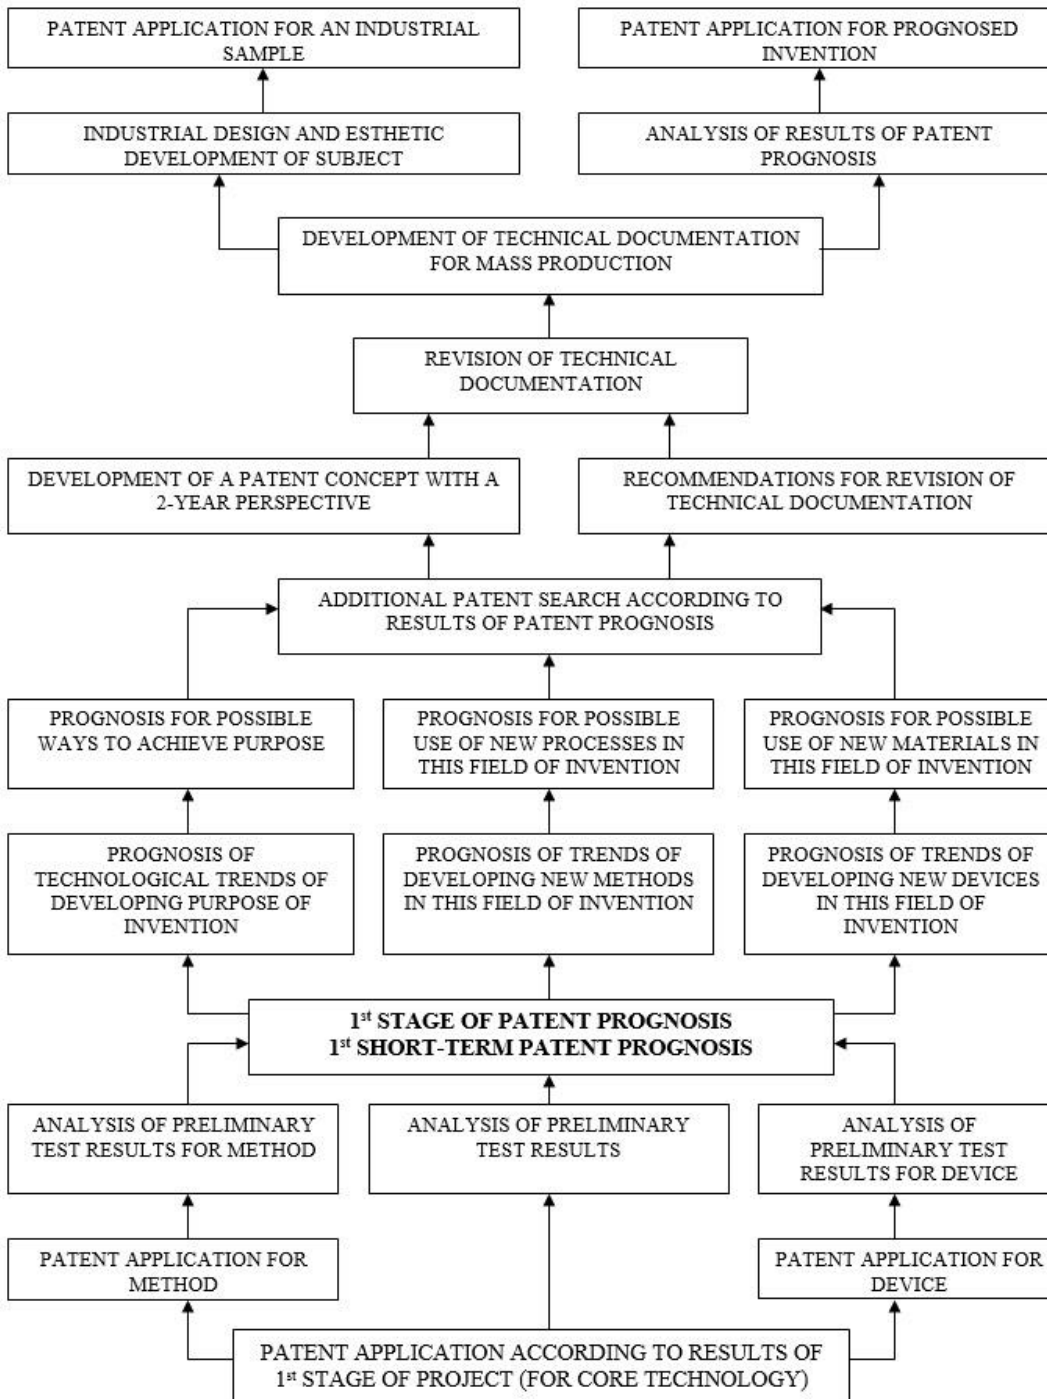 PATENT APPLICATION FOR AN INDUSTRIAL
SAMPLE
PATENT APPLICATION FOR PROGNOSED
INVENTION
INDUSTRIAL DESIGN AND ESTHETIC
DEVELOPMENT OF SUBJECT
ANALYSIS OF RESULTS OF PATENT
PROGNOSIS
DEVELOPMENT OF TECHNICAL DOCUMENTATION
FOR MASS PRODUCTION
REVISION OF TECHNICAL
DOCUMENTATION
DEVELOPMENT OF A PATENT CONCEPT WITH A
2-YEAR PERSPECTIVE
RECOMMENDATIONS FOR REVISION OF
TECHNICAL DOCUMENTATION
ADDITIONAL PATENT SEARCH ACCORDING TO
RESULTS OF PATENT PROGNOSIS
PROGNOSIS FOR POSSIBLE
WAYS TO ACHIEVE PURPOSE
PROGNOSIS FOR POSSIBLE
USE OF NEW PROCESSES IN
THIS FIELD OF INVENTION
PROGNOSIS FOR POSSIBLE
USE OF NEW MATERIALS IN
THIS FIELD OF INVENTION
PROGNOSIS OF
TECHNOLOGICAL TRENDS OF
DEVELOPING PURPOSE OF
INVENTION
PROGNOSIS OF TRENDS OF
DEVELOPING NEW METHODS
IN THIS FIELD OF INVENTION
PROGNOSIS OF TRENDS OF
DEVELOPING NEW DEVICES
IN THIS FIELD OF
INVENTION
1st STAGE OF PATENT PROGNOSIS
1st SHORT-TERM PATENT PROGNOSIS
ANALYSIS OF PRELIMINARY
TEST RESULTS FOR METHOD
ANALYSIS OF PRELIMINARY
TEST RESULTS
ANALYSIS OF
PRELIMINARY TEST
RESULTS FOR DEVICE
PATENT APPLICATION FOR
METHOD
PATENT APPLICATION FOR
DEVICE
PATENT APPLICATION ACCORDING TO RESULTS OF
1st STAGE OF PROJECT (FOR CORE TECHNOLOGY)